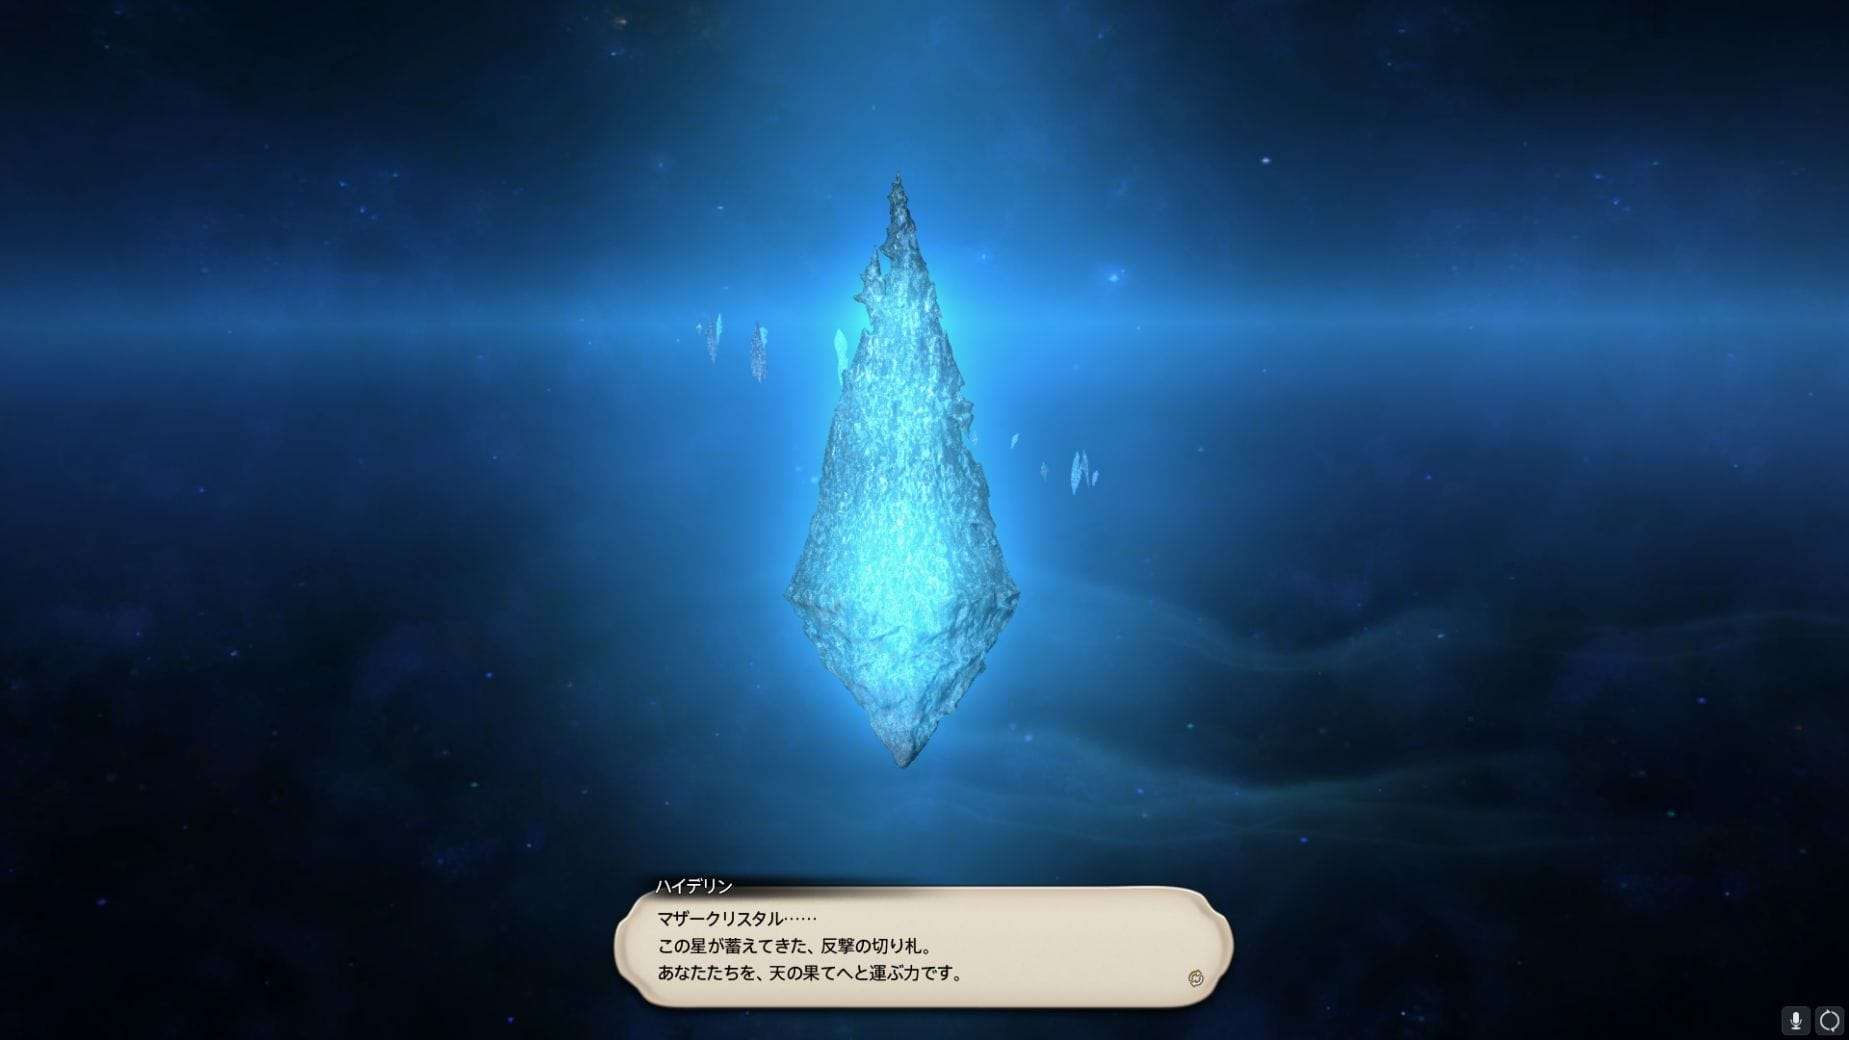 ハイデリン
マザークリスタル……
この星が蓄えてきた、反撃の切り札。
あなたたちを、天の果てへと運ぶ力です。